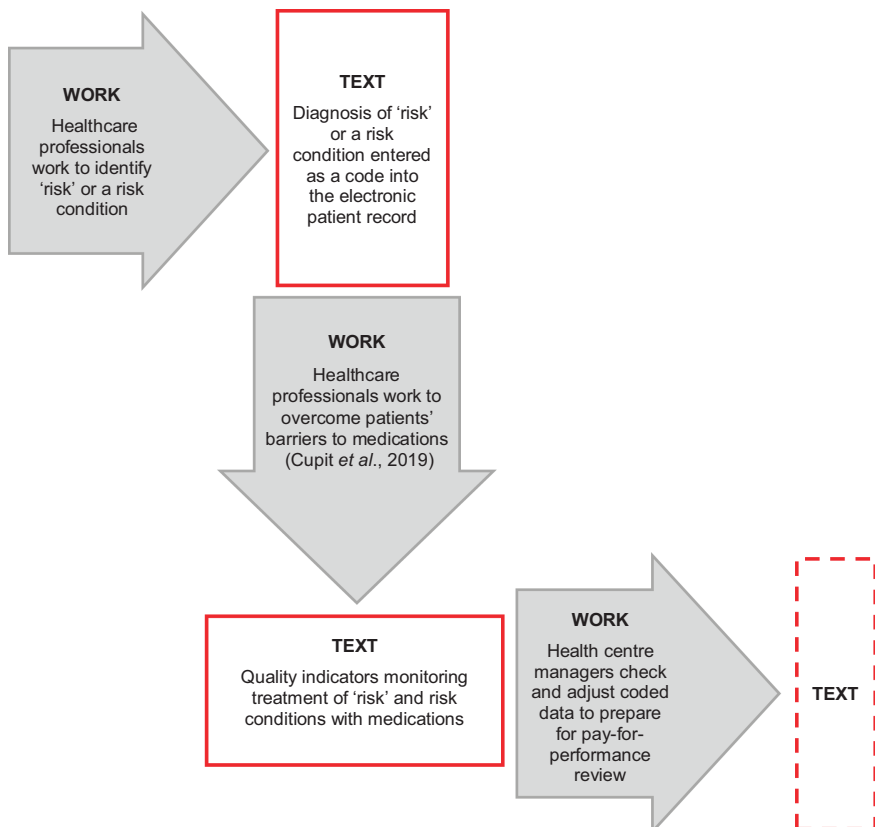 WORK
Healthcare
professionals
work to identify
‘risk’ or a risk
condition
TEXT
Diagnosis of ‘risk’
or a risk
condition entered
as a code into
the electronic
patient record
WORK
Healthcare
professionals work to
overcome patients’
barriers to medications
(Cupit et al., 2019)
TEXT
Quality indicators monitoring
treatment of ‘risk’ and risk
conditions with medications
WORK
Health centre
managers check
and adjust coded
data to prepare
for pay-for-
performance
review
TEXT